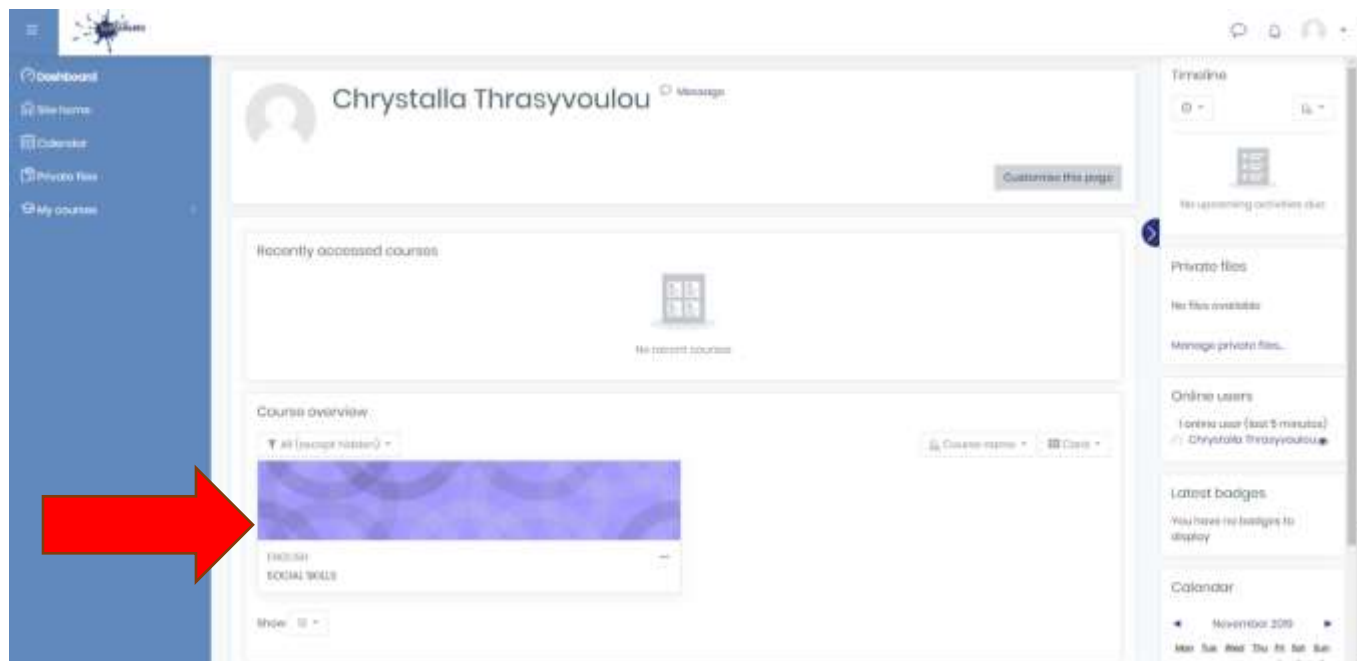 Dashboard
Site home
Calendar
Private files
My courses
Chrystalla Thrasyvoulou
Message
Customise this page
Recently accessed courses
No recent courses
Course overview
All (except hidden)
Course name
Card
ENGLISH
SOCIAL SKILLS
Show
12
Timeline
No upcoming activities due
Private files
No files available
Manage private files...
Online users
1 online user (last 5 minutes)
Chrystalla Thrasyvoulou
Latest badges
You have no badges to
display
Calendar
November 2019
Mon Tue Wed Thu Fri Sat Sun